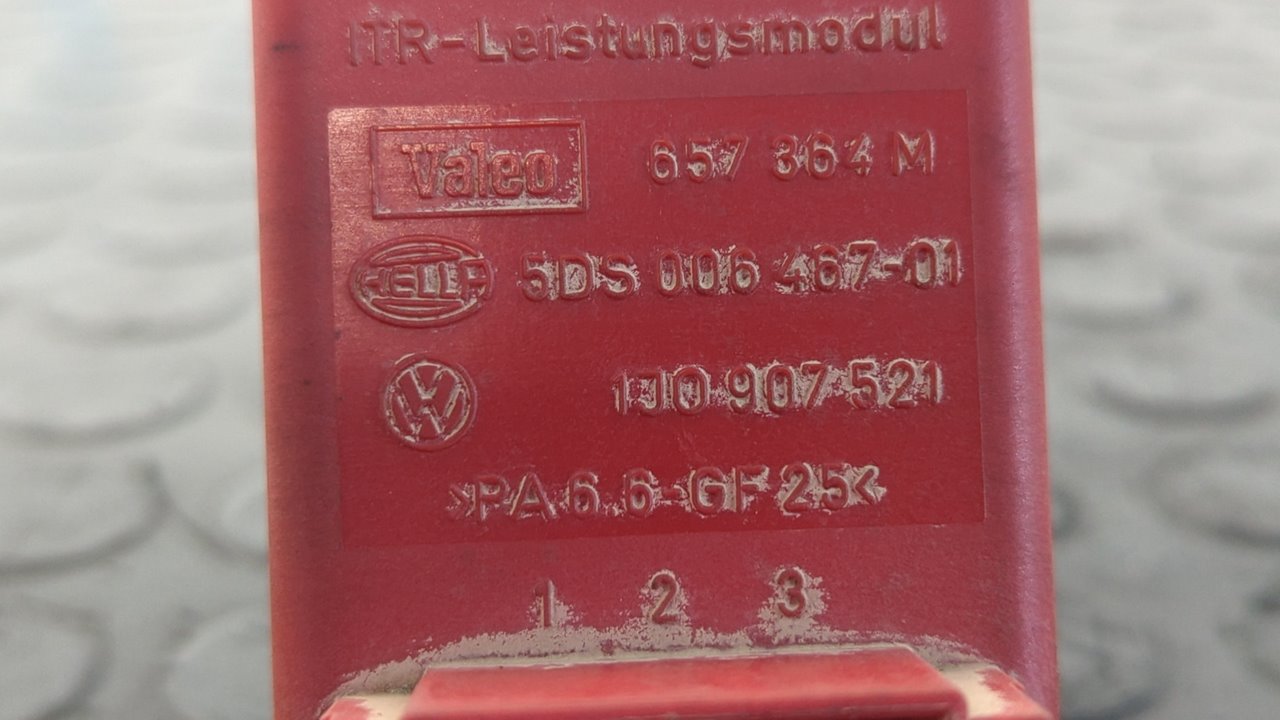 ITR-Leistungsmodul
Valeo 657 364 M
HELLA 5DS 006 467-01
VW 1J0 907 521
>PA 6.6-GF 25<
1 2 3